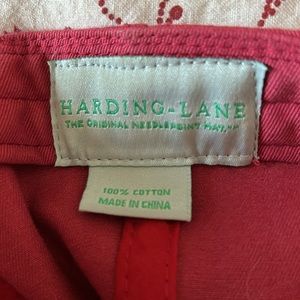 HARDING-LANE
THE ORIGINAL NEEDLEPOINT HAT
100% COTTON
MADE IN CHINA